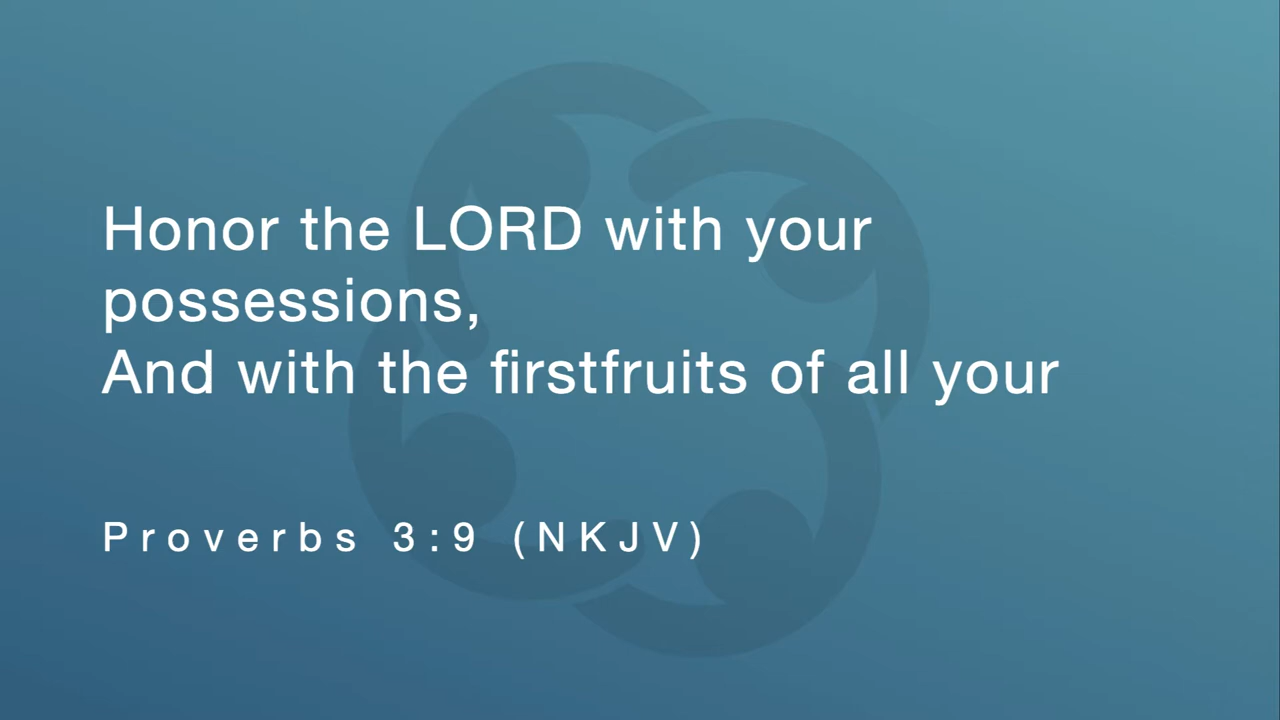 Honor the LORD with your
possessions,
And with the firstfruits of all your
Proverbs 3:9 (NKJV)